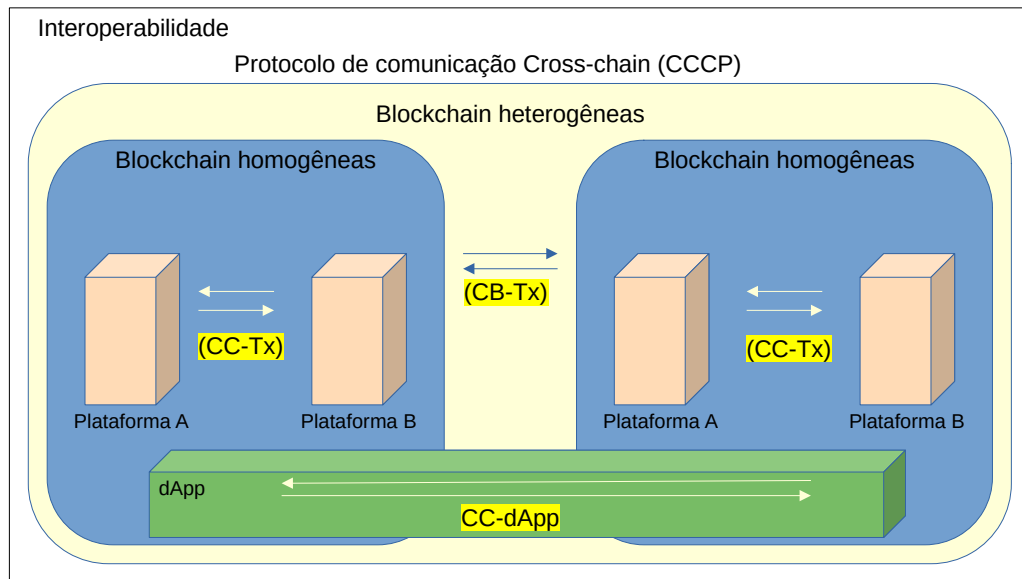 Interoperabilidade
Protocolo de comunicação Cross-chain (CCCP)
Blockchain heterogêneas
Blockchain homogêneas
Blockchain homogêneas
(CB-Tx)
(CC-Tx)
(CC-Tx)
Plataforma A
Plataforma B
Plataforma A
Plataforma B
dApp
CC-dApp